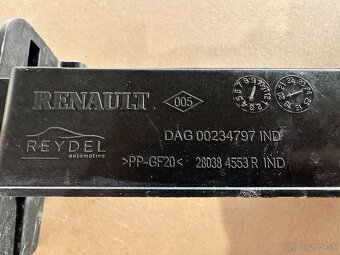 RENAULT
005
DAG 00234797 IND
REYDEL
automotive
>PP-GF20<
28038 4553 R IND